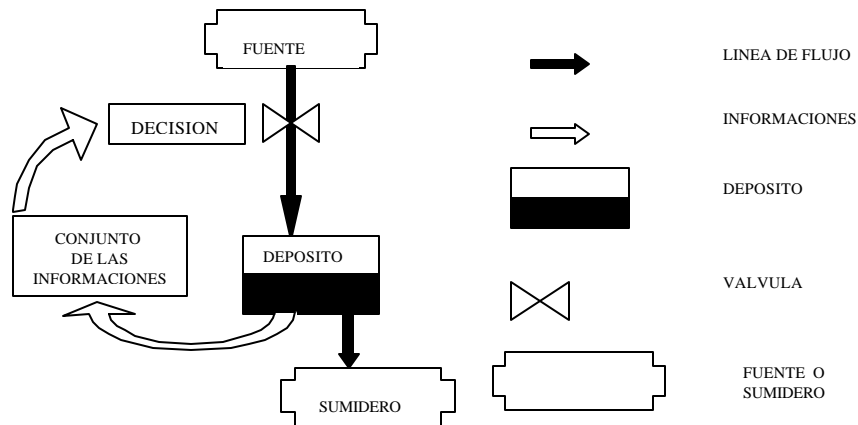 FUENTE
DECISION
CONJUNTO
DE LAS
INFORMACIONES
DEPOSITO
SUMIDERO
LINEA DE FLUJO
INFORMACIONES
DEPOSITO
VALVULA
FUENTE O
SUMIDERO